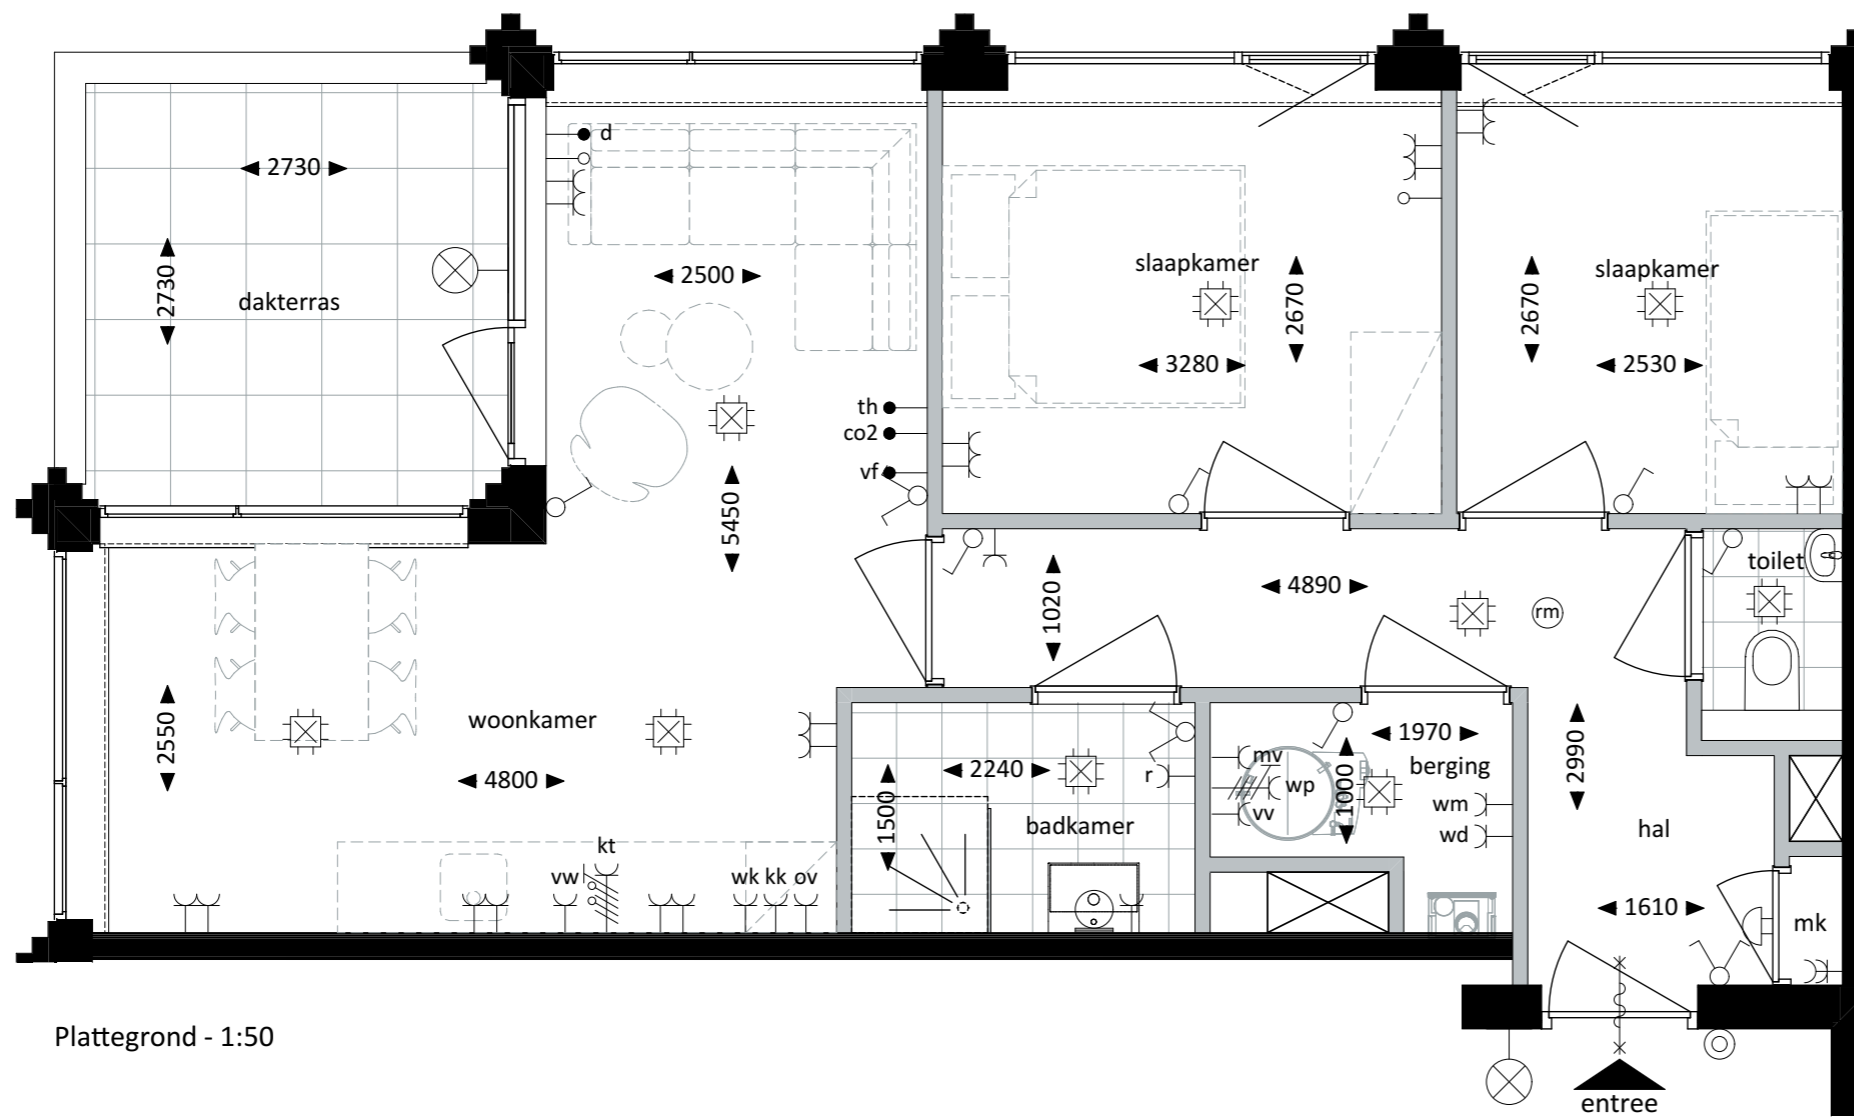 d
2730
2730
dakterras
2500
slaapkamer
2670
3280
slaapkamer
2670
2530
th
co2
vf
5450
toilet
1020
4890
rm
2550
woonkamer
4800
2240
1500
r
badkamer
mv
wp
vv
1000
1970
berging
wm
wd
2990
hal
kt
vw
wk kk ov
1610
mk
Plattegrond - 1:50
entree